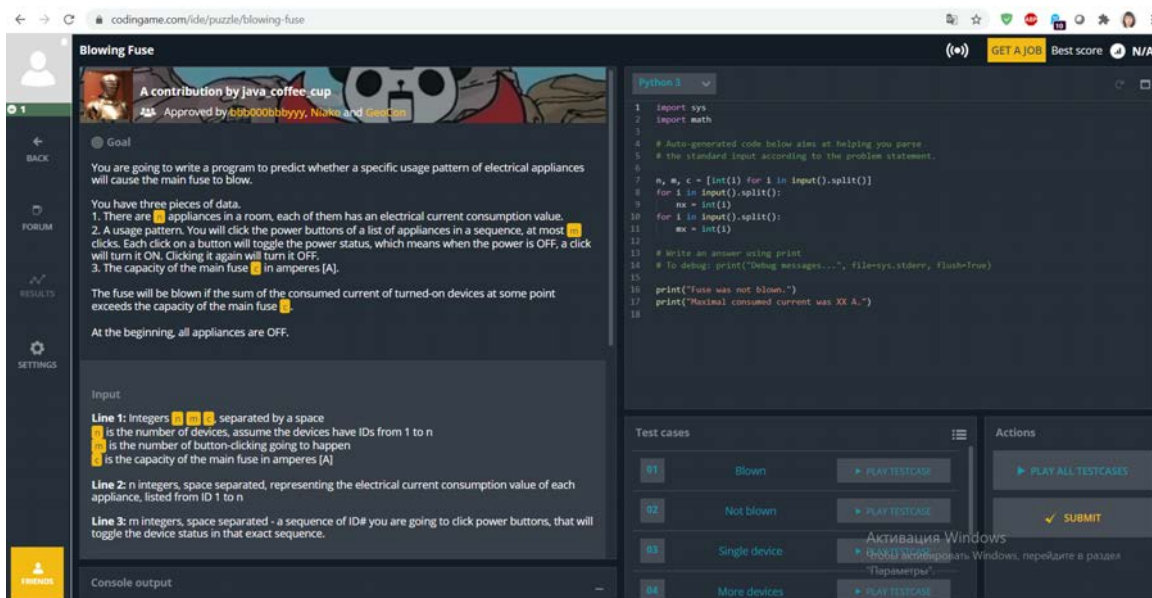 codingame.com/ide/puzzle/blowing-fuse
10
Blowing Fuse
GET A JOB
Best score
N/A
A contribution by java_coffee_cup
Approved by bbb000bbbyyy, Niako and GeoCon
1
BACK
FORUM
RESULTS
SETTINGS
FRIENDS
Goal
You are going to write a program to predict whether a specific usage pattern of electrical appliances
will cause the main fuse to blow.
You have three pieces of data.
1. There are n appliances in a room, each of them has an electrical current consumption value.
2. A usage pattern. You will click the power buttons of a list of appliances in a sequence, at most m
clicks. Each click on a button will toggle the power status, which means when the power is OFF, a click
will turn it ON. Clicking it again will turn it OFF.
3. The capacity of the main fuse c in amperes [A].
The fuse will be blown if the sum of the consumed current of turned-on devices at some point
exceeds the capacity of the main fuse c.
At the beginning, all appliances are OFF.
Input
Line 1: Integers n m c, separated by a space
n is the number of devices, assume the devices have IDs from 1 to n
m is the number of button-clicking going to happen
c is the capacity of the main fuse in amperes [A]
Line 2: n integers, space separated, representing the electrical current consumption value of each
appliance, listed from ID 1 to n
Line 3: m integers, space separated - a sequence of ID# you are going to click power buttons, that will
toggle the device status in that exact sequence.
Console output
Python 3
1 import sys
2 import math
3
4 # Auto-generated code below aims at helping you parse
5 # the standard input according to the problem statement.
6
7 n, m, c = [int(i) for i in input().split()]
8 for i in input().split():
9 nx = int(i)
10 for i in input().split():
11 mx = int(i)
12
13 # Write an answer using print
14 # To debug: print("Debug messages...", file=sys.stderr, flush=True)
15
16 print("Fuse was not blown.")
17 print("Maximal consumed current was XX A.")
18
Test cases
01 Blown PLAY TESTCASE
02 Not blown PLAY TESTCASE
03 Single device PLAY TESTCASE
04 More devices PLAY TESTCASE
Actions
PLAY ALL TESTCASES
SUBMIT
Активация Windows
Чтобы активировать Windows, перейдите в раздел
"Параметры".